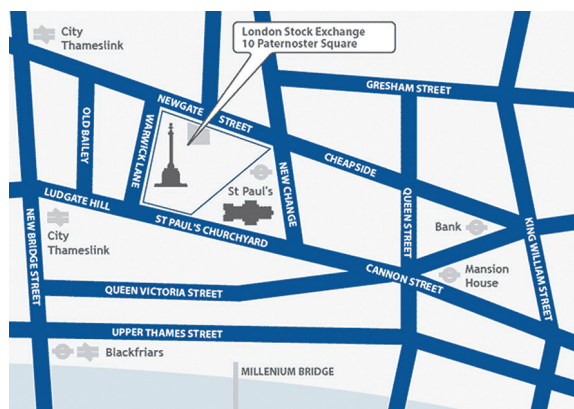 City
Thameslink
London Stock Exchange
10 Paternoster Square
GRESHAM STREET
NEWGATE
STREET
OLD BAILEY
WARWICK LANE
CHEAPSIDE
St Paul's
NEW CHANGE
LUDGATE HILL
ST PAUL'S CHURCHYARD
QUEEN STREET
NEW BRIDGE STREET
City
Thameslink
Bank
KING WILLIAM STREET
CANNON STREET
Mansion
House
QUEEN VICTORIA STREET
UPPER THAMES STREET
Blackfriars
MILLENIUM BRIDGE